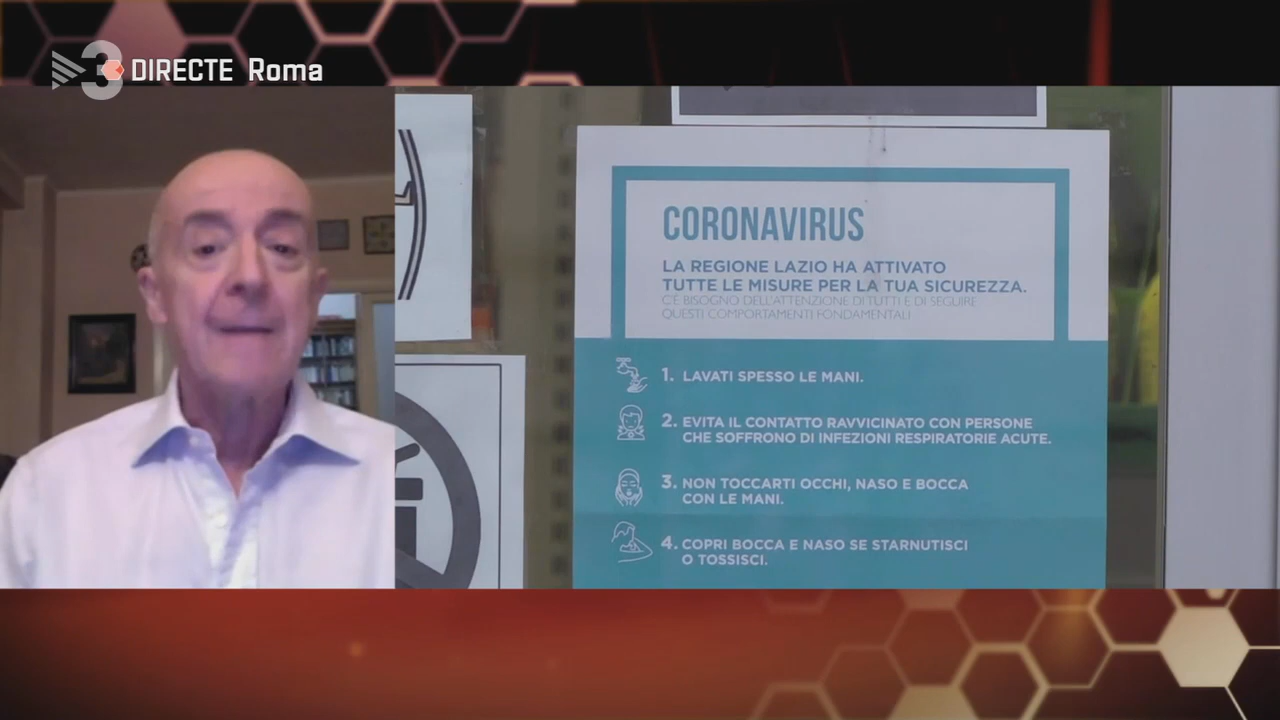 3 DIRECTE Roma
CORONAVIRUS
LA REGIONE LAZIO HA ATTIVATO
TUTTE LE MISURE PER LA TUA SICUREZZA.
C'È BISOGNO DELL'ATTENZIONE DI TUTTI E DI SEGUIRE
QUESTI COMPORTAMENTI FONDAMENTALI
1. LAVATI SPESSO LE MANI.
2. EVITA IL CONTATTO RAVVICINATO CON PERSONE
CHE SOFFRONO DI INFEZIONI RESPIRATORIE ACUTE.
3. NON TOCCARTI OCCHI, NASO E BOCCA
CON LE MANI.
4. COPRI BOCCA E NASO SE STARNUTISCI
O TOSSISCI.